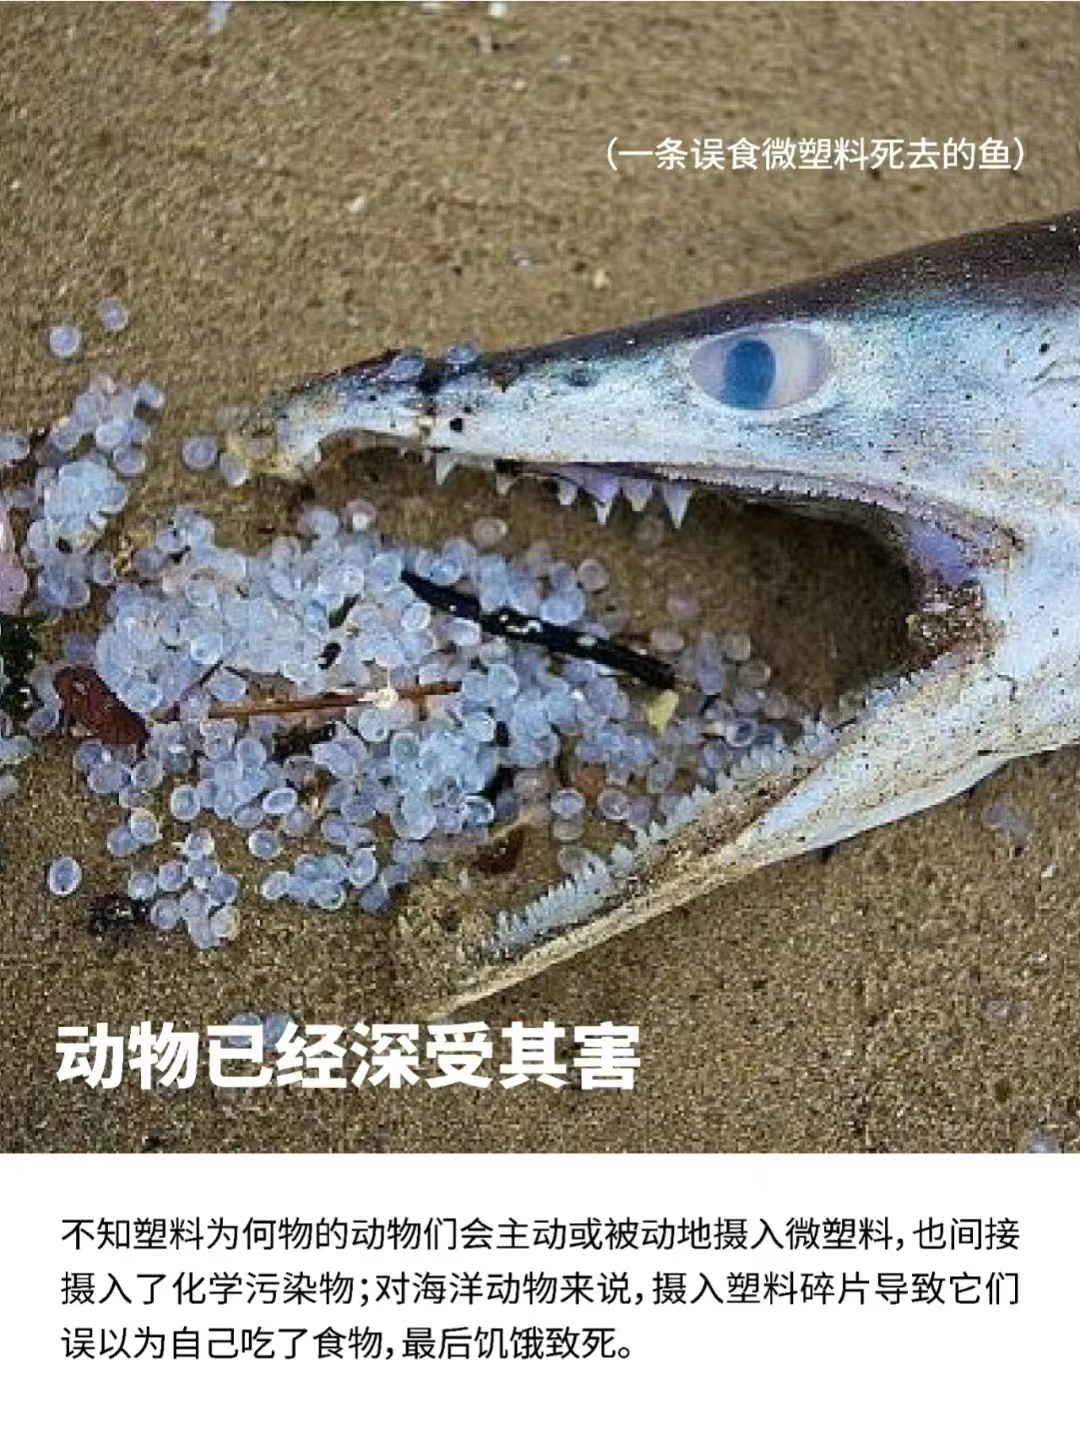 （一条误食微塑料死去的鱼）
动物已经深受其害
不知塑料为何物的动物们会主动或被动地摄入微塑料，也间接
摄入了化学污染物；对海洋动物来说，摄入塑料碎片导致它们
误以为自己吃了食物，最后饥饿致死。